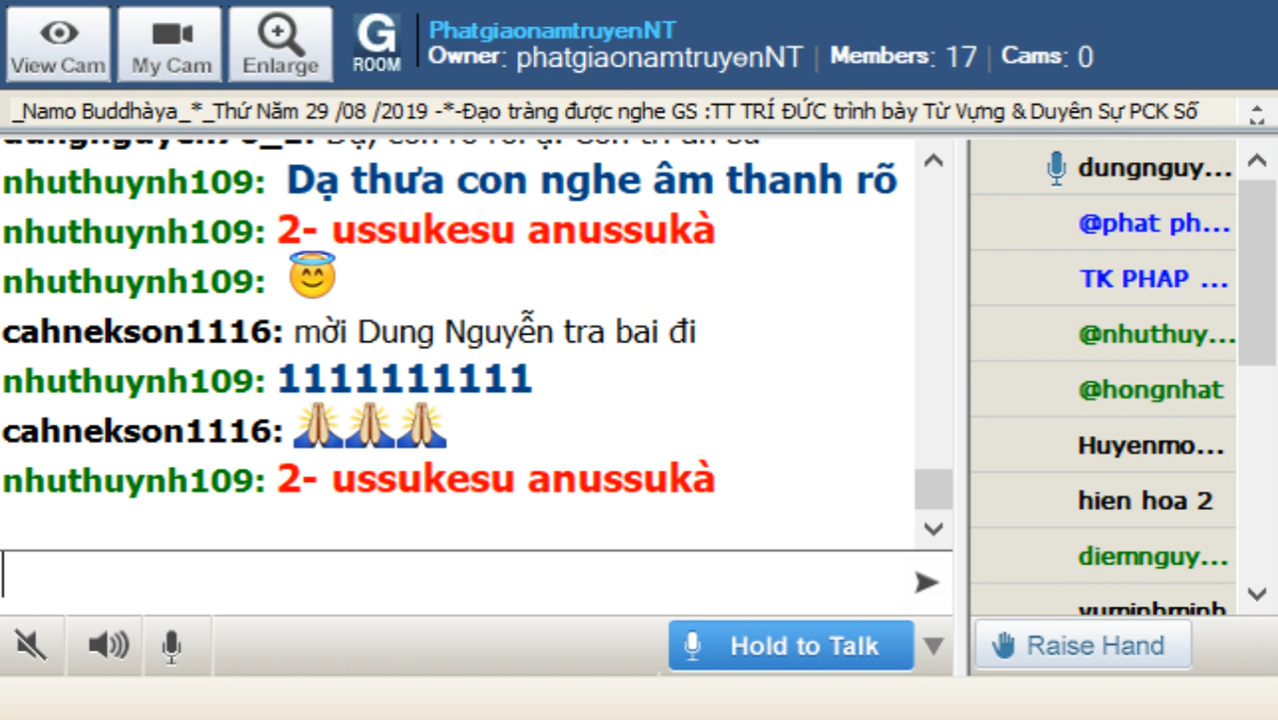 View Cam
My Cam
Enlarge
G
ROOM
PhatgiaonamtruyenNT
Owner: phatgiaonamtruyenNT | Members: 17 | Cams: 0
_Namo Buddhàya_*_Thứ Năm 29 /08 /2019 -*-Đạo tràng được nghe GS :TT TRÍ ĐỨC trình bày Từ Vựng & Duyên Sự PCK Số
nhuthuynh109: Dạ thưa con nghe âm thanh rõ
nhuthuynh109: 2- ussukesu anussukà
nhuthuynh109: 😇
cahnekson1116: mời Dung Nguyễn tra bai đi
nhuthuynh109: 1111111111
cahnekson1116: 🙏🙏🙏
nhuthuynh109: 2- ussukesu anussukà
dungnguy...
@phat ph...
TK PHAP ...
@nhuthuy...
@hongnhat
Huyenmo...
hien hoa 2
diemnguy...
Hold to Talk
Raise Hand